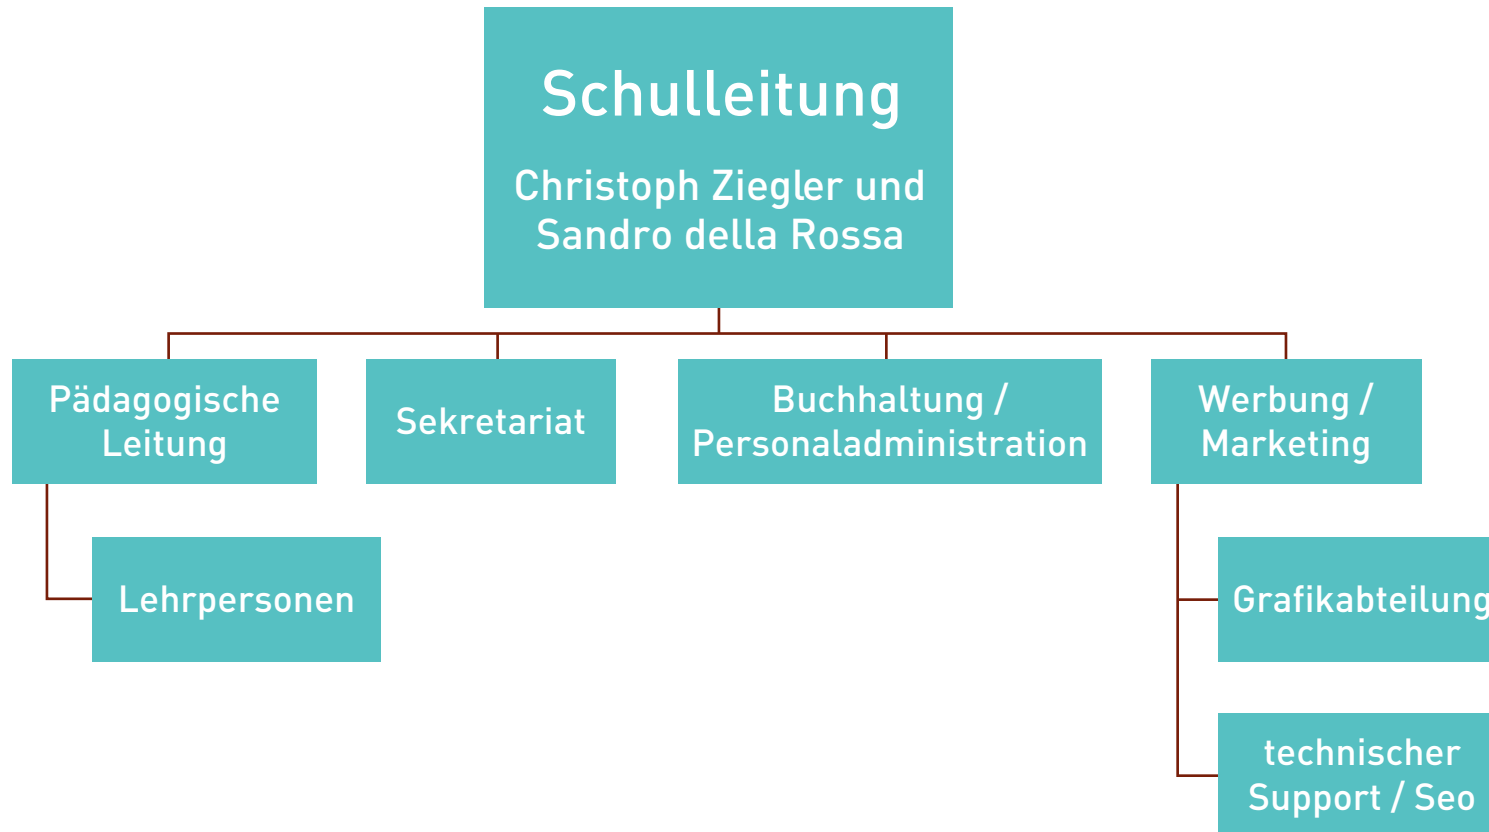 Schulleitung
Christoph Ziegler und
Sandro della Rossa
Pädagogische
Leitung
Sekretariat
Buchhaltung /
Personaladministration
Werbung /
Marketing
Lehrpersonen
Grafikabteilung
technischer
Support / Seo